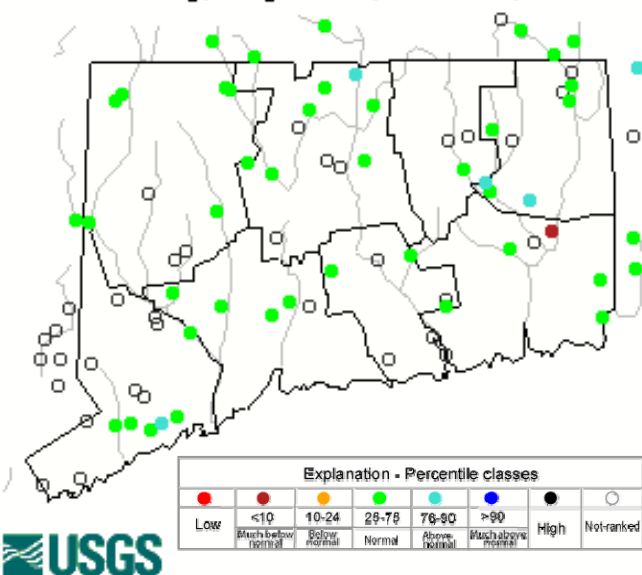 Explanation - Percentile classes
Low <10 10-24 25-75 76-90 >90 High Not-ranked
Much below normal Below normal Normal Above normal Much above normal
USGS